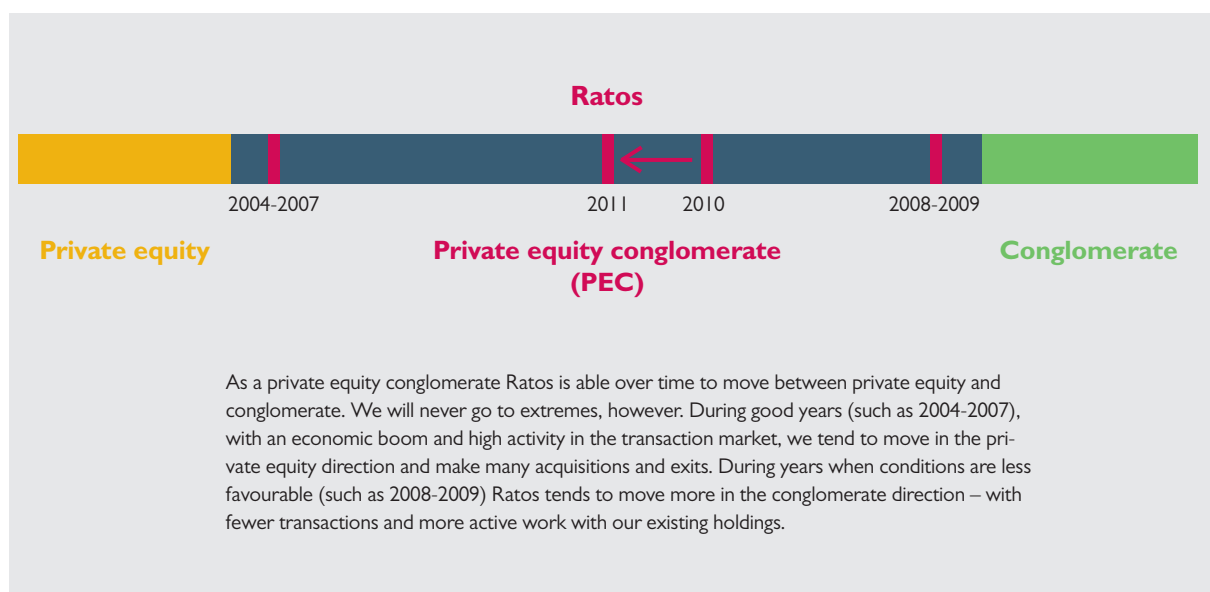 Ratos
2004-2007
2011
2010
2008-2009
Private equity
Private equity conglomerate
(PEC)
Conglomerate
As a private equity conglomerate Ratos is able over time to move between private equity and
conglomerate. We will never go to extremes, however. During good years (such as 2004-2007),
with an economic boom and high activity in the transaction market, we tend to move in the pri-
vate equity direction and make many acquisitions and exits. During years when conditions are less
favourable (such as 2008-2009) Ratos tends to move more in the conglomerate direction – with
fewer transactions and more active work with our existing holdings.